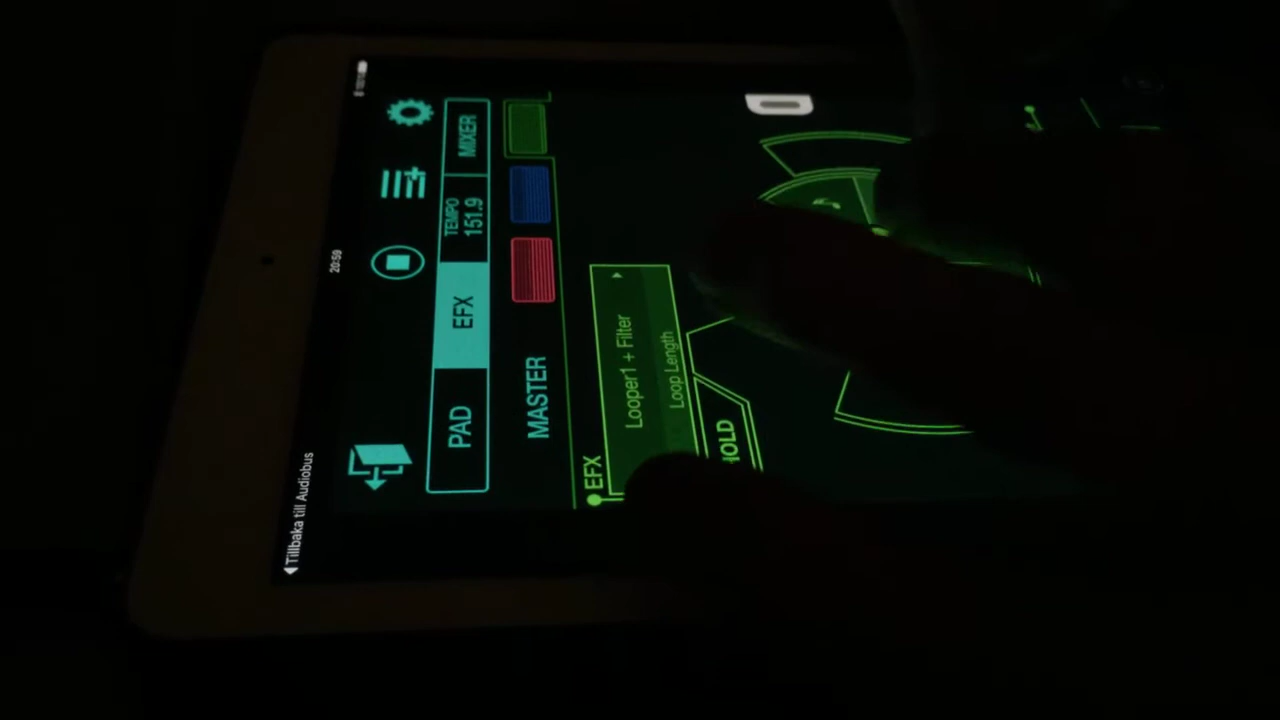 ◀ Tillbaka till Audiobus
20:59
PAD
EFX
TEMPO
151.9
MIXER
MASTER
EFX
Looper1 + Filter
Loop Length
HOLD